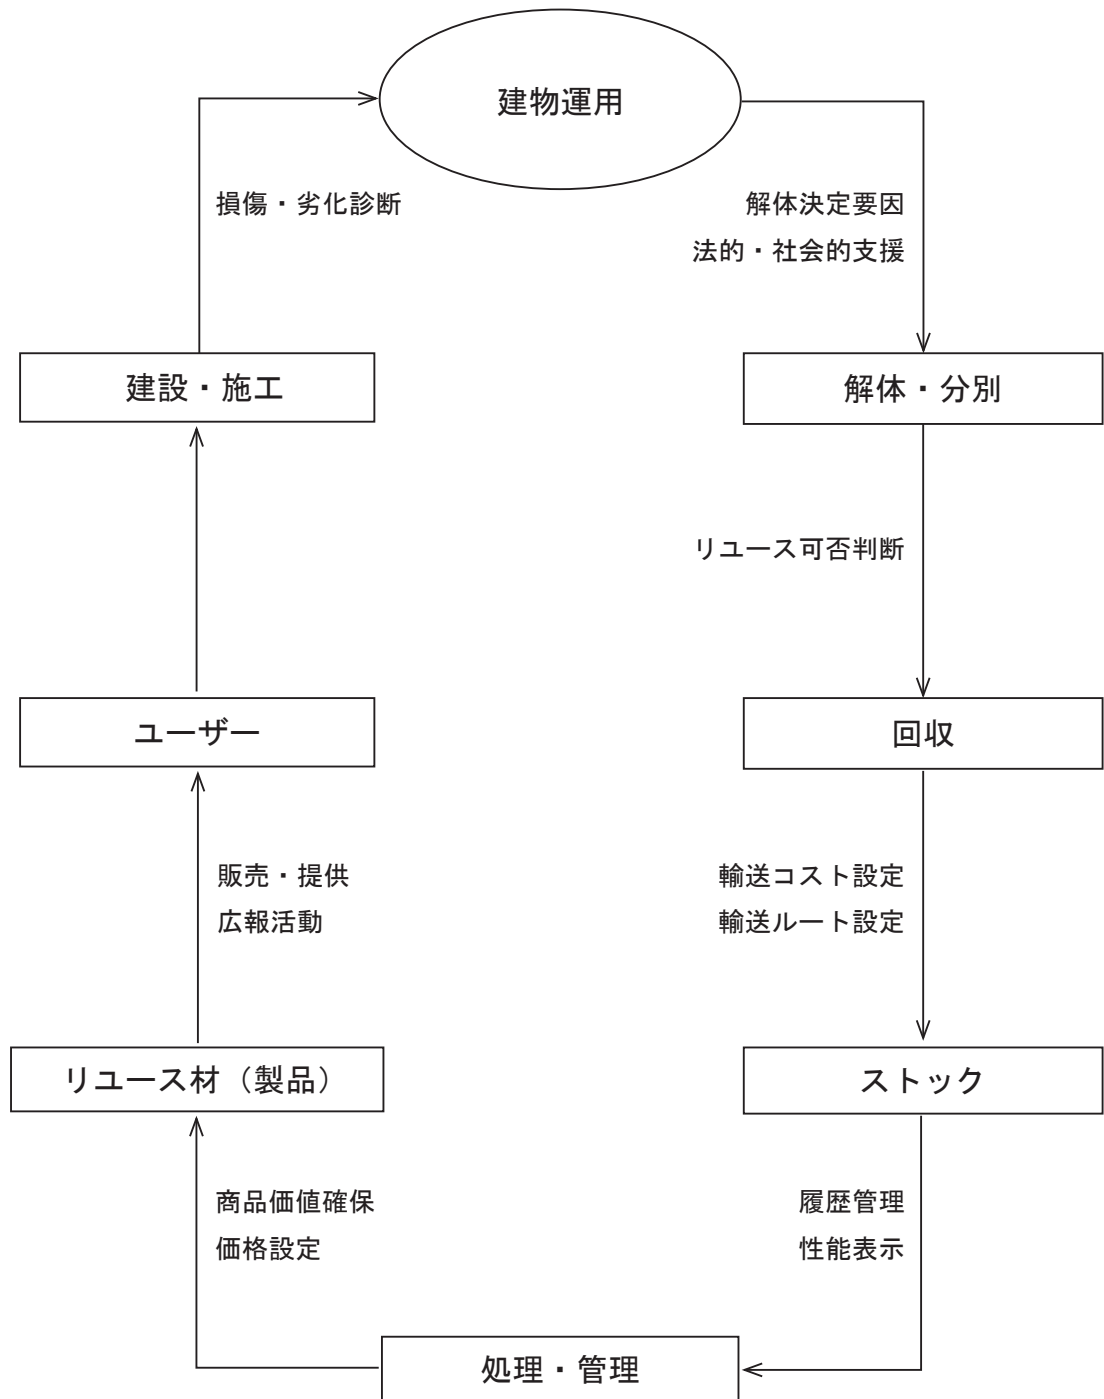 建物運用
損傷・劣化診断
解体決定要因
法的・社会的支援
建設・施工
解体・分別
リユース可否判断
ユーザー
回収
販売・提供
広報活動
輸送コスト設定
輸送ルート設定
リユース材（製品）
ストック
商品価値確保
価格設定
履歴管理
性能表示
処理・管理